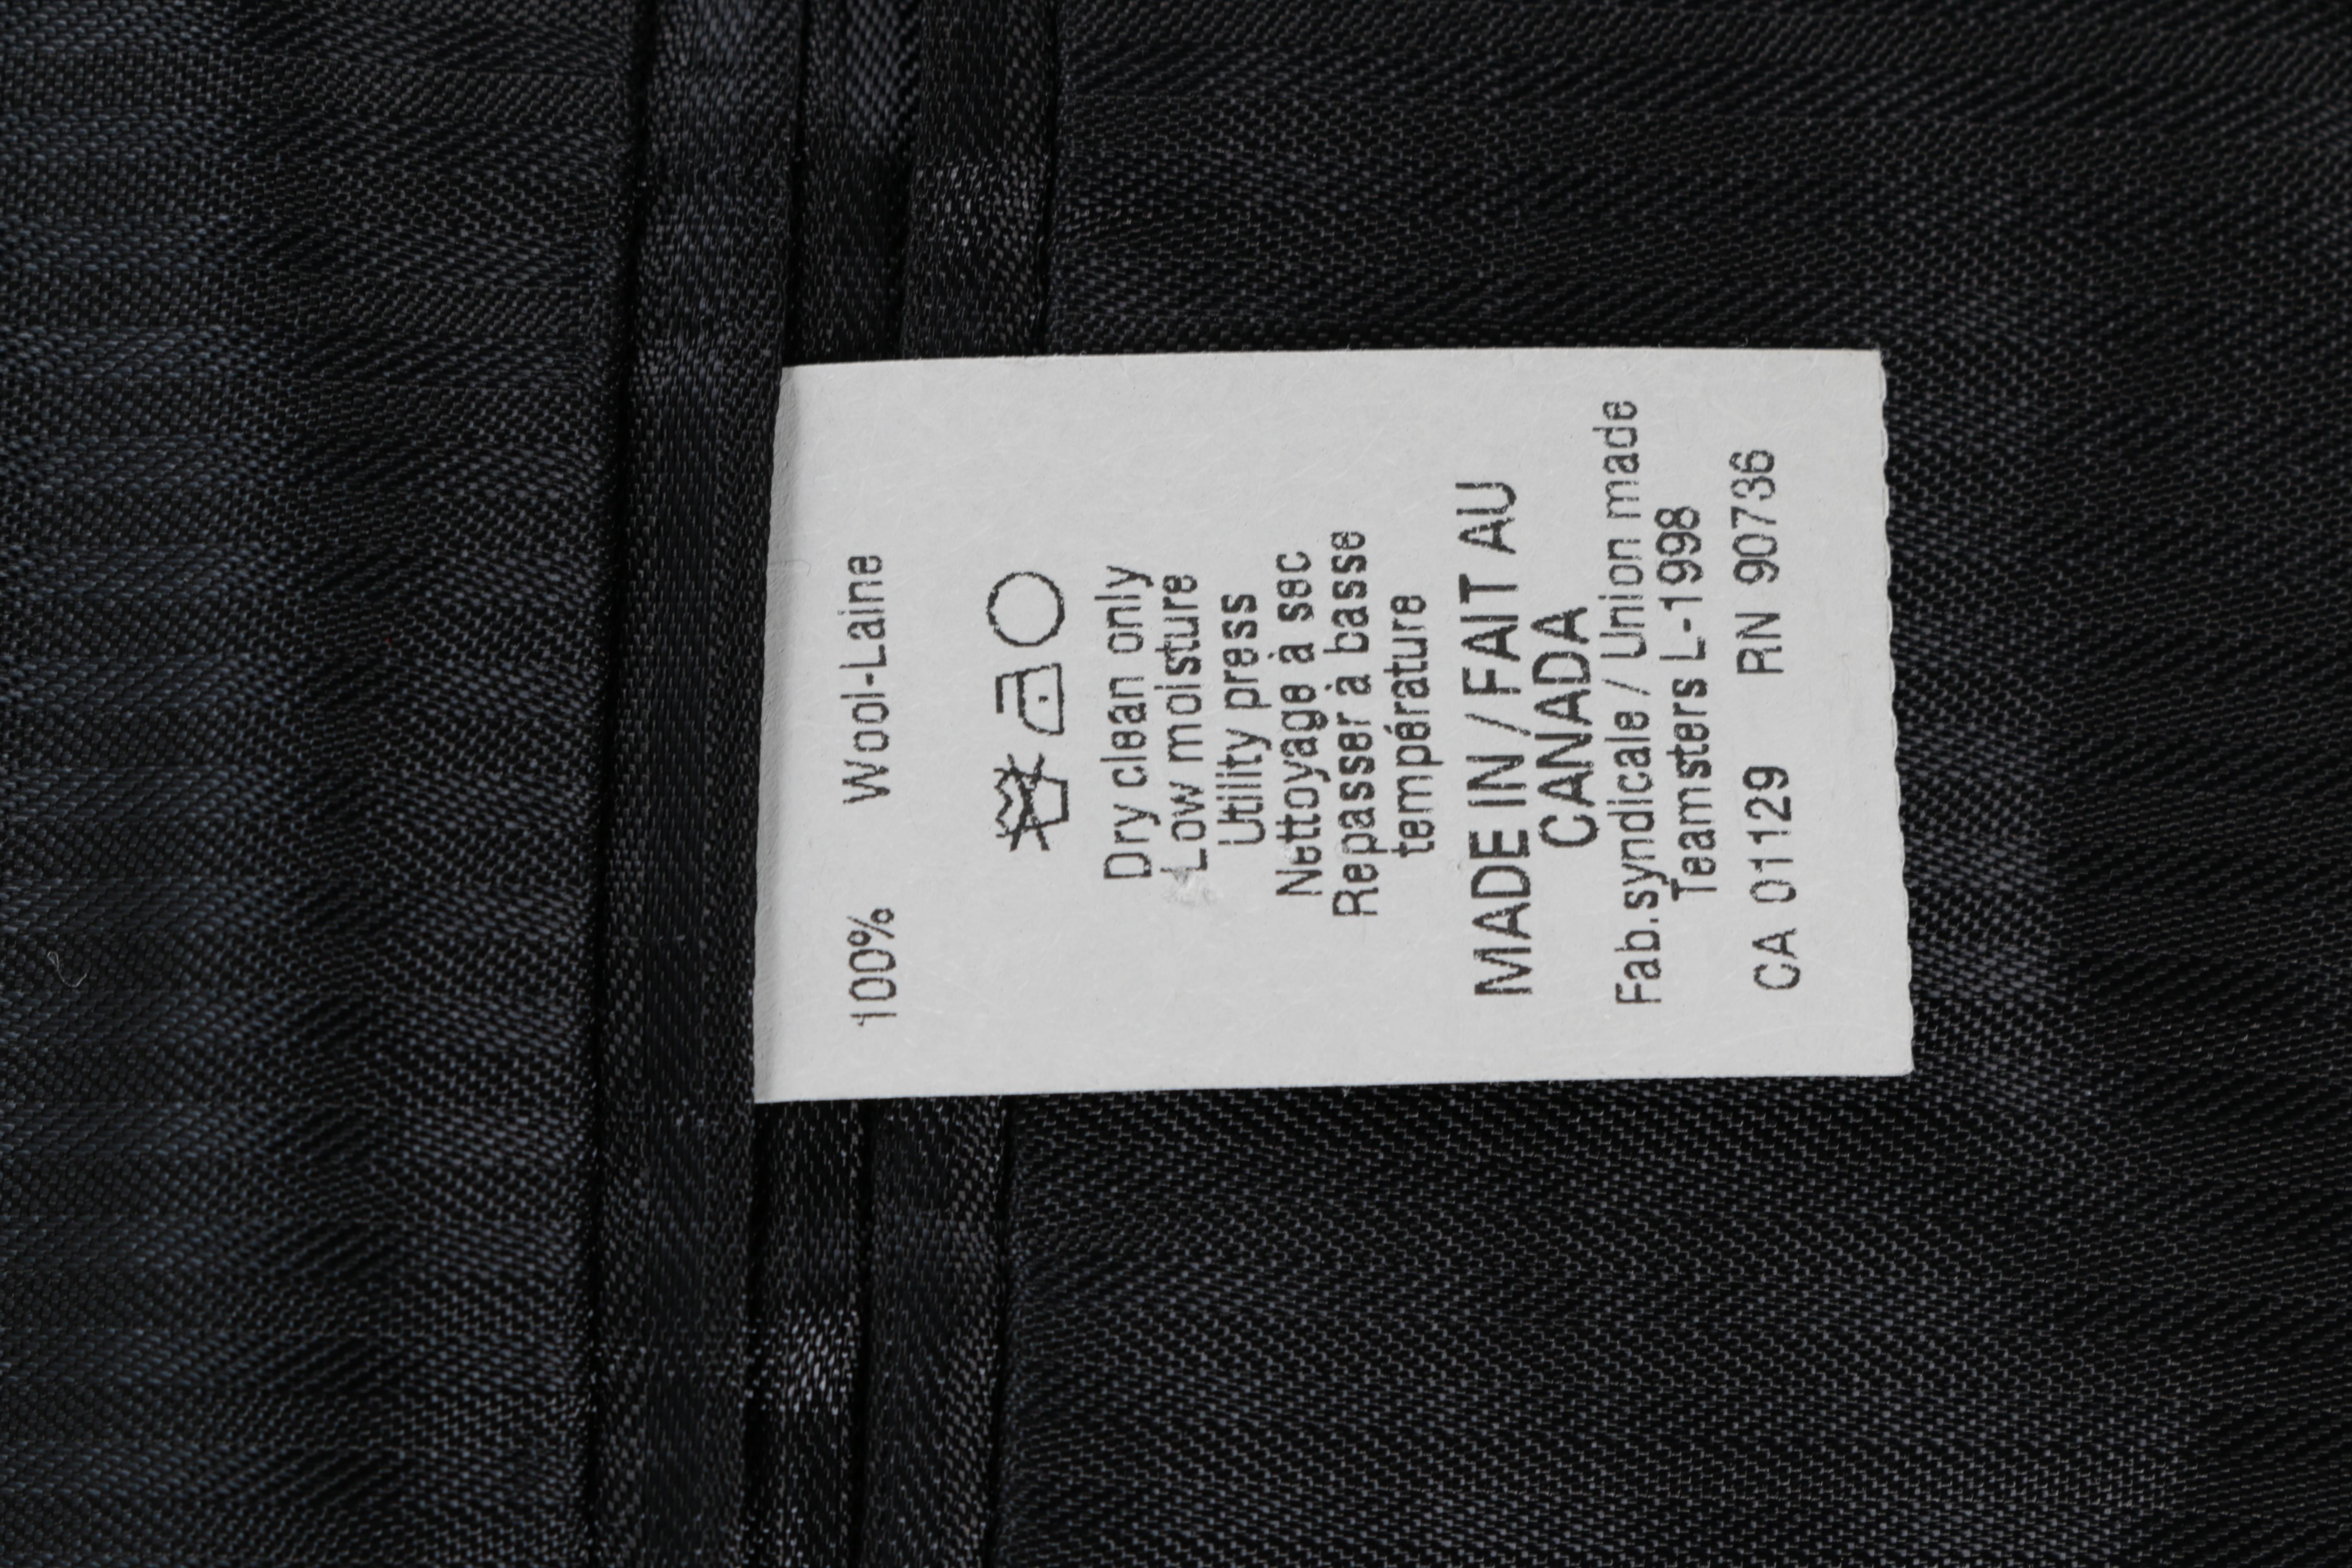 100% Wool-Laine
Dry clean only
Low moisture
Utility press
Nettoyage à sec
Repasser à basse
température
MADE IN / FAIT AU
CANADA
Fab.syndicale / Union made
Teamsters L-1998
CA 01129 RN 90736